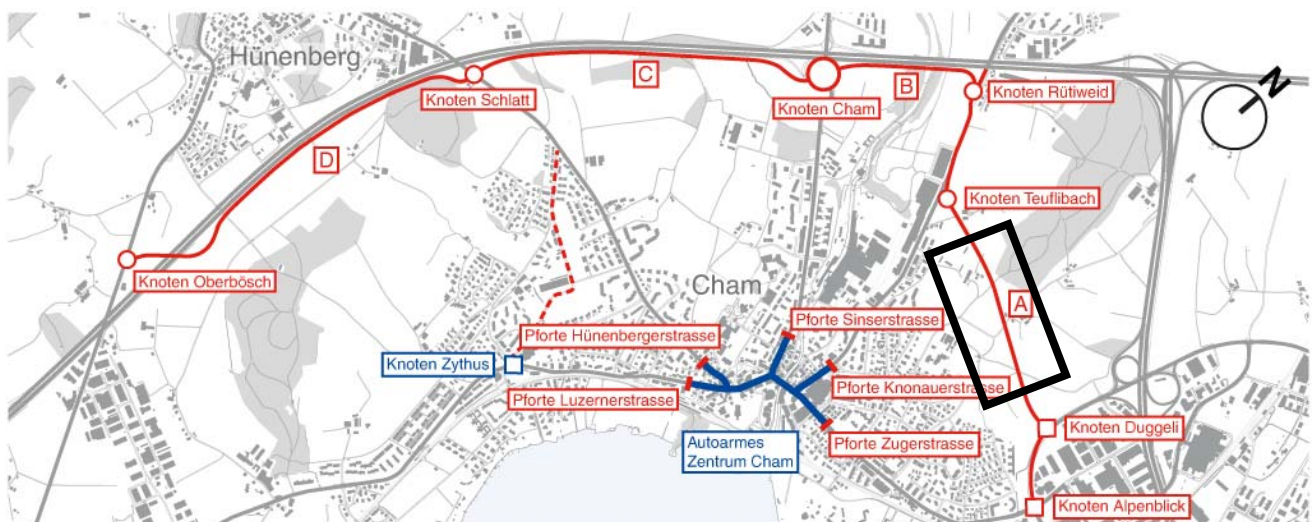 Hünenberg
C
B
N
Knoten Schlatt
Knoten Cham
Knoten Rütiweid
D
Knoten Teuflibach
Knoten Oberbösch
Cham
A
Pforte Sinserstrasse
Pforte Hünenbergerstrasse
Knoten Zythus
Pforte Knonauerstrasse
Pforte Luzernerstrasse
Knoten Duggeli
Autoarmes
Zentrum Cham
Pforte Zugerstrasse
Knoten Alpenblick